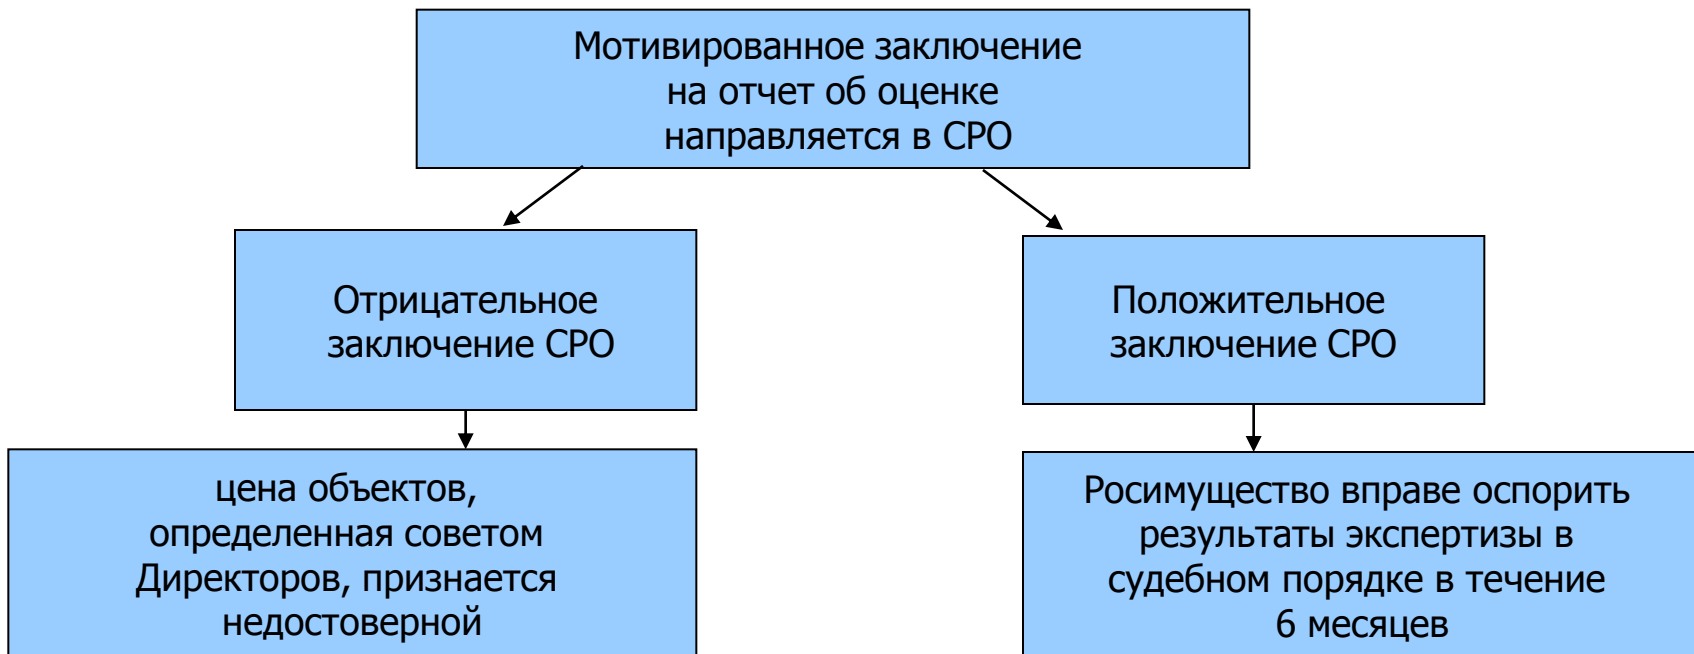 Мотивированное заключение
на отчет об оценке
направляется в СРО
Отрицательное
заключение СРО
Положительное
заключение СРО
цена объектов,
определенная советом
Директоров, признается
недостоверной
Росимущество вправе оспорить
результаты экспертизы в
судебном порядке в течение
6 месяцев